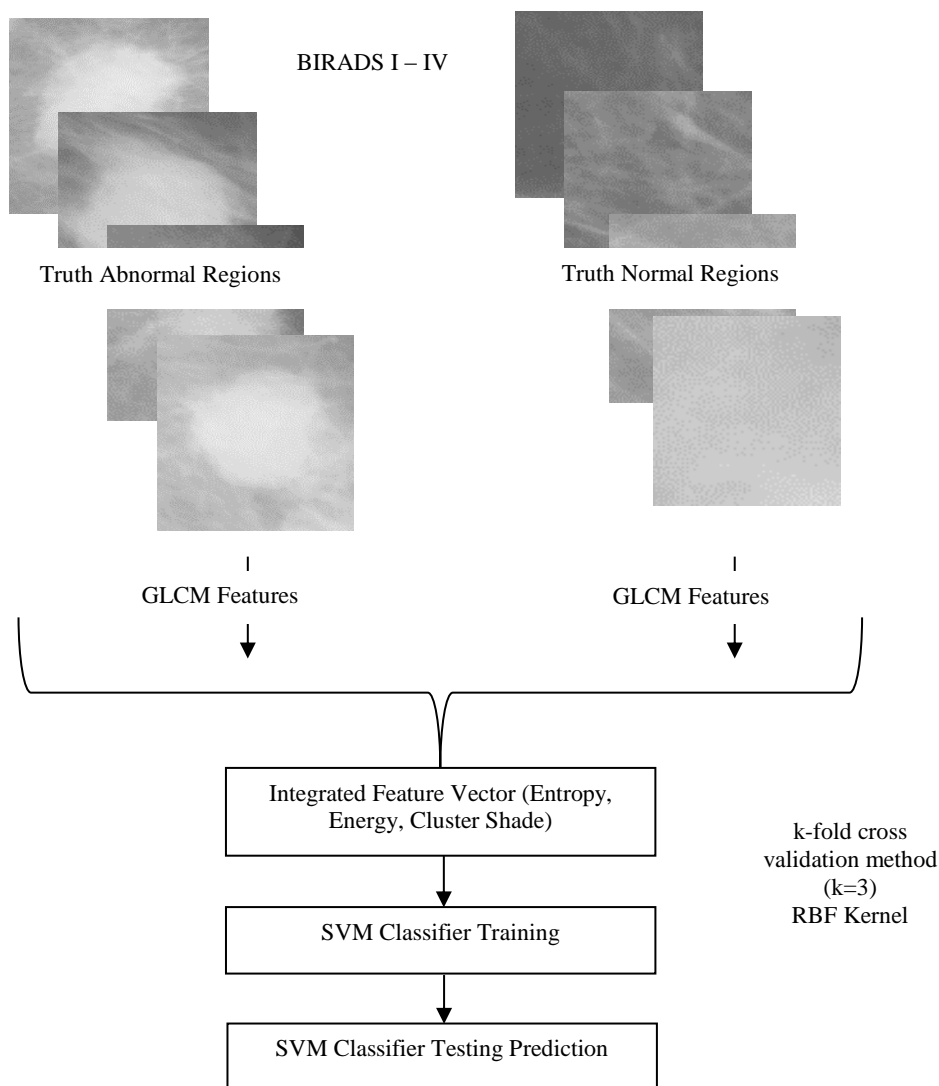 BIRADS I – IV
Truth Abnormal Regions
Truth Normal Regions
GLCM Features
GLCM Features
Integrated Feature Vector (Entropy,
Energy, Cluster Shade)
k-fold cross
validation method
(k=3)
RBF Kernel
SVM Classifier Training
SVM Classifier Testing Prediction